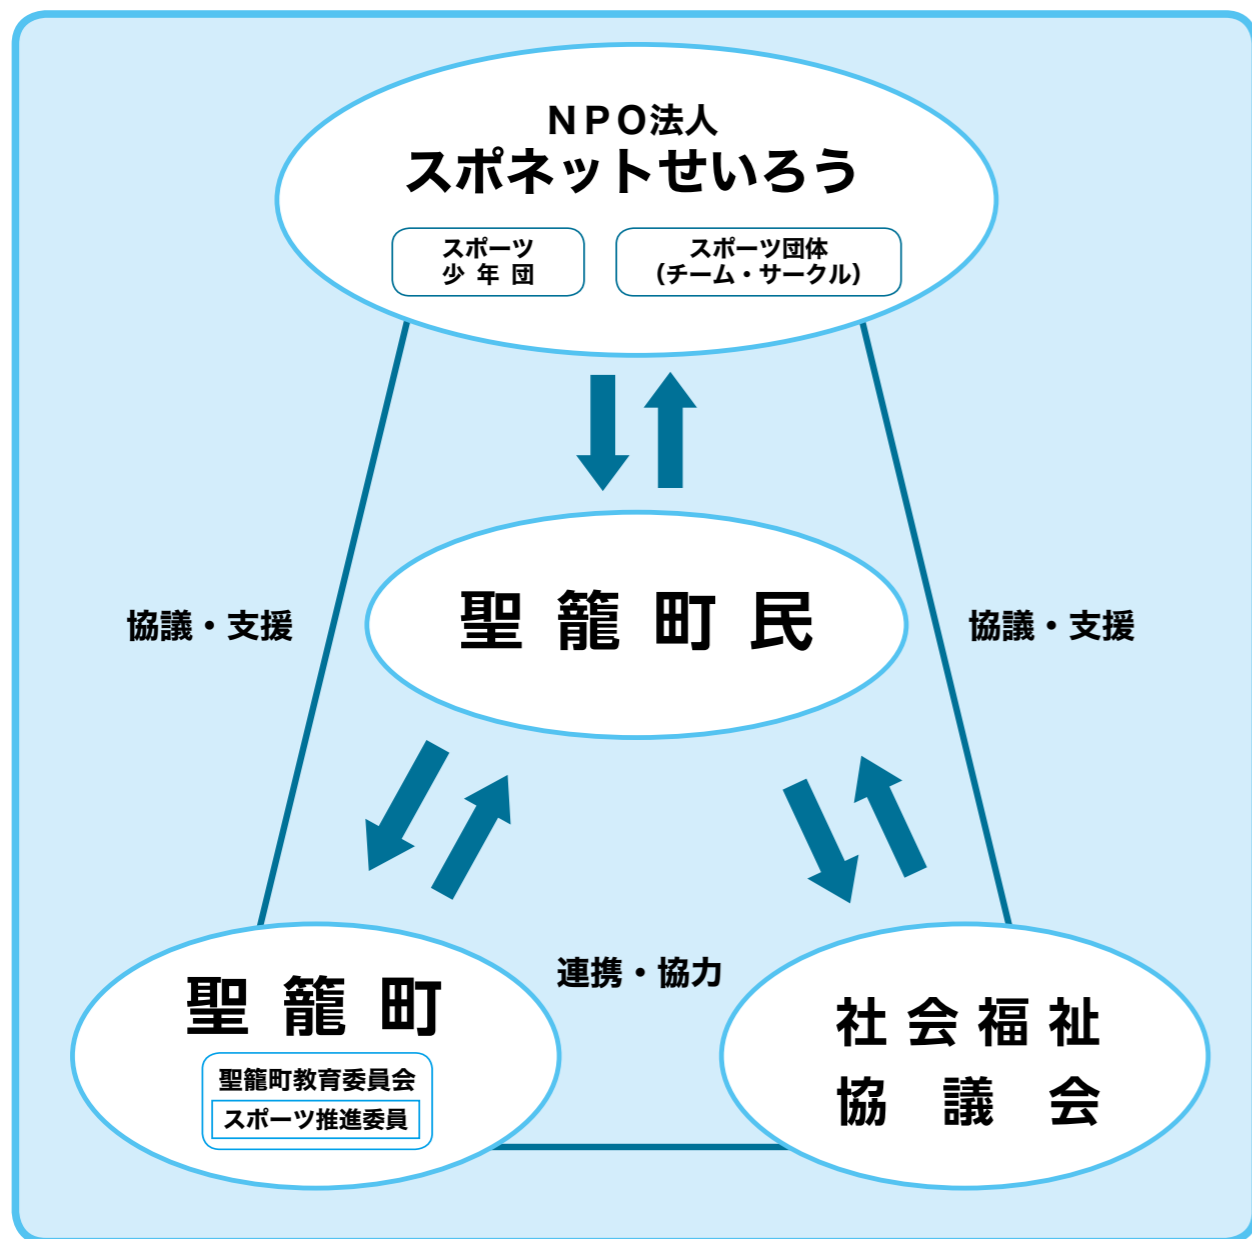 NPO法人
スポネットせいろう
スポーツ
少年団
スポーツ団体
(チーム・サークル)
聖籠町民
協議・支援
協議・支援
連携・協力
聖籠町
聖籠町教育委員会
スポーツ推進委員
社会福祉
協議会